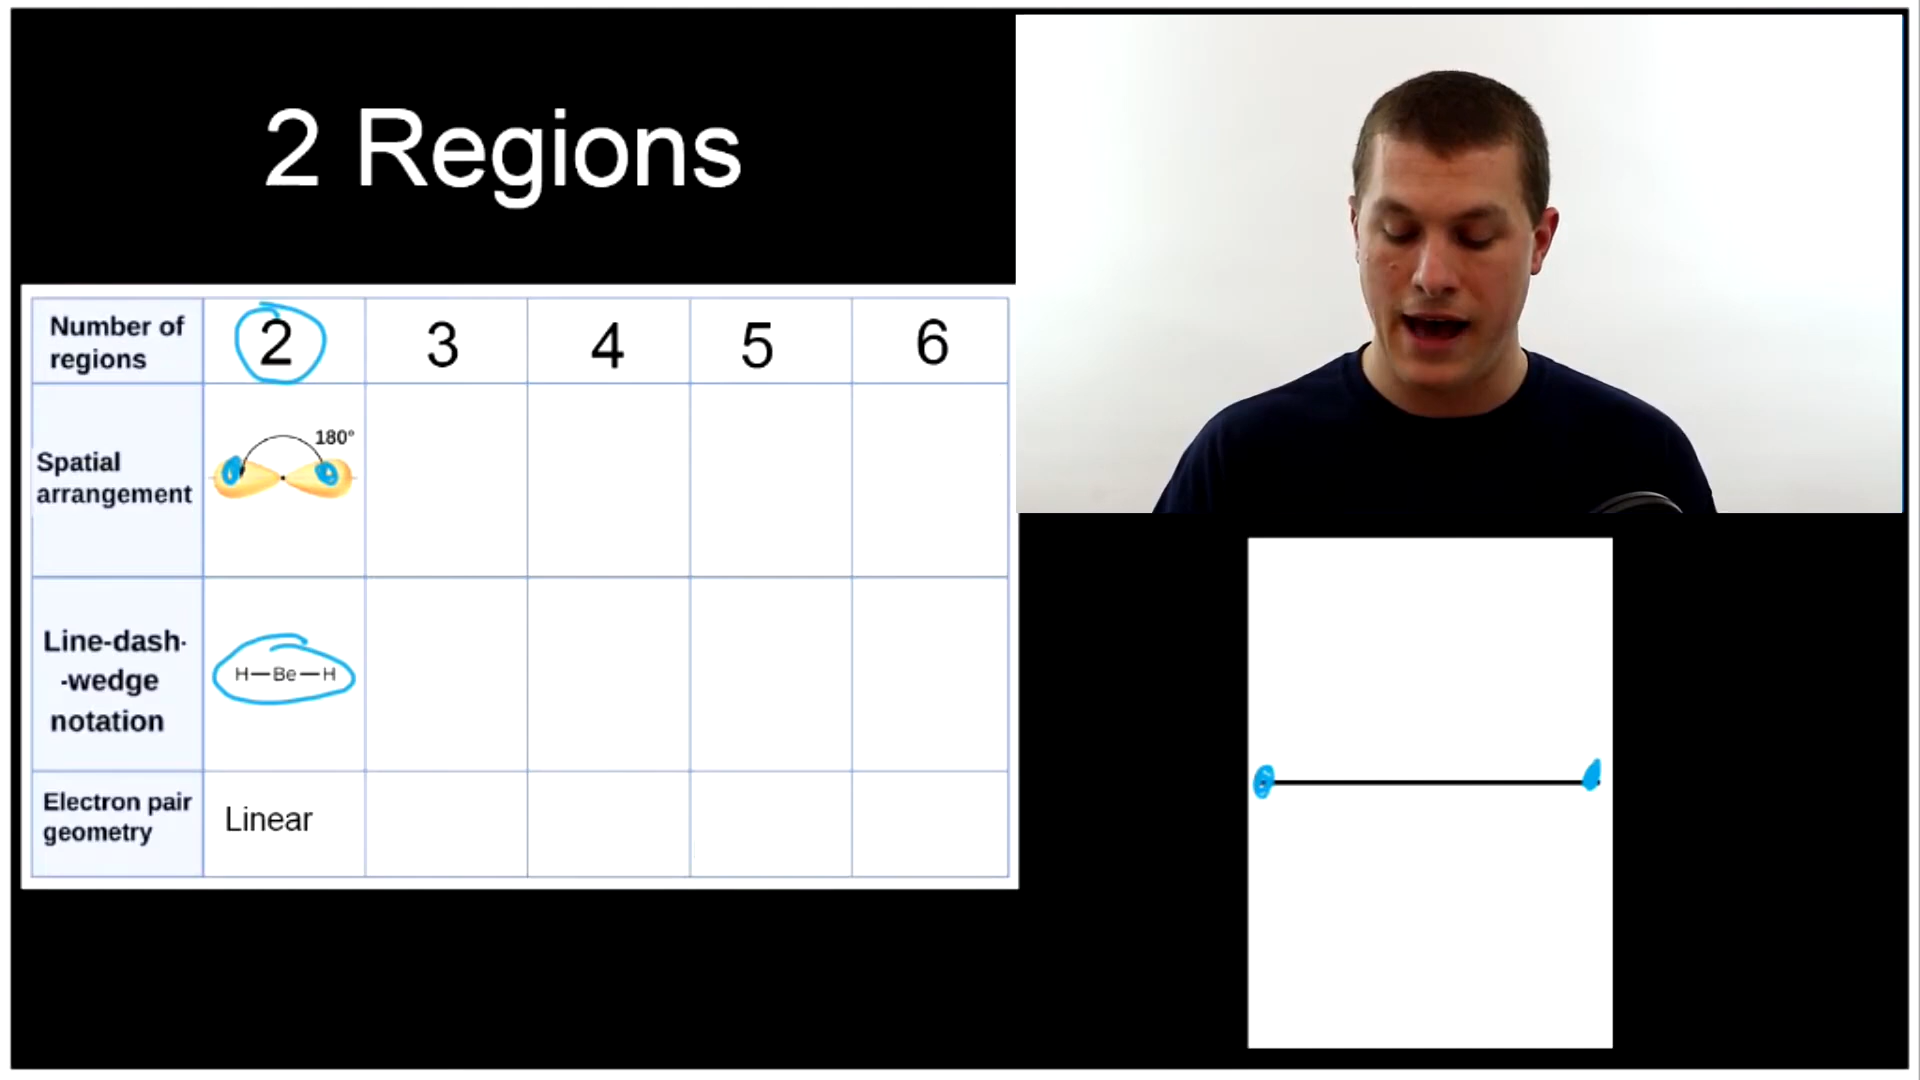 2 Regions
Number of
regions
2
3
4
5
6
Spatial
arrangement
180°
Line-dash-
-wedge
notation
H—Be—H
Electron pair
geometry
Linear